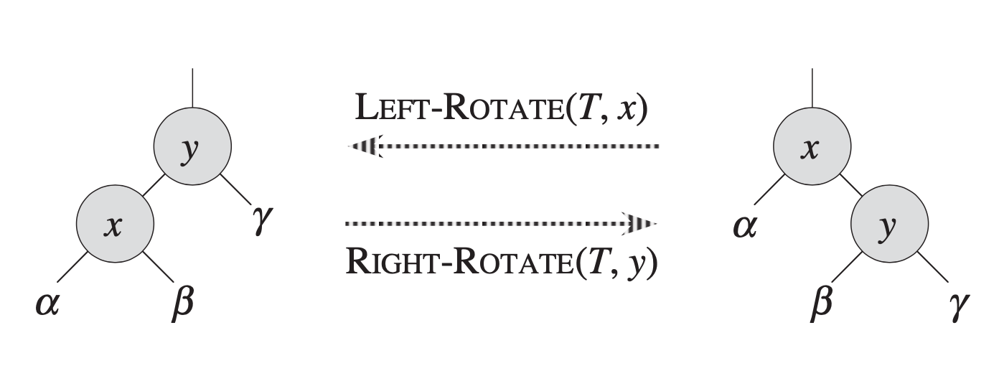 LEFT-ROTATE(T, x)
y
x
γ
α
β
RIGHT-ROTATE(T, y)
x
α
y
β
γ